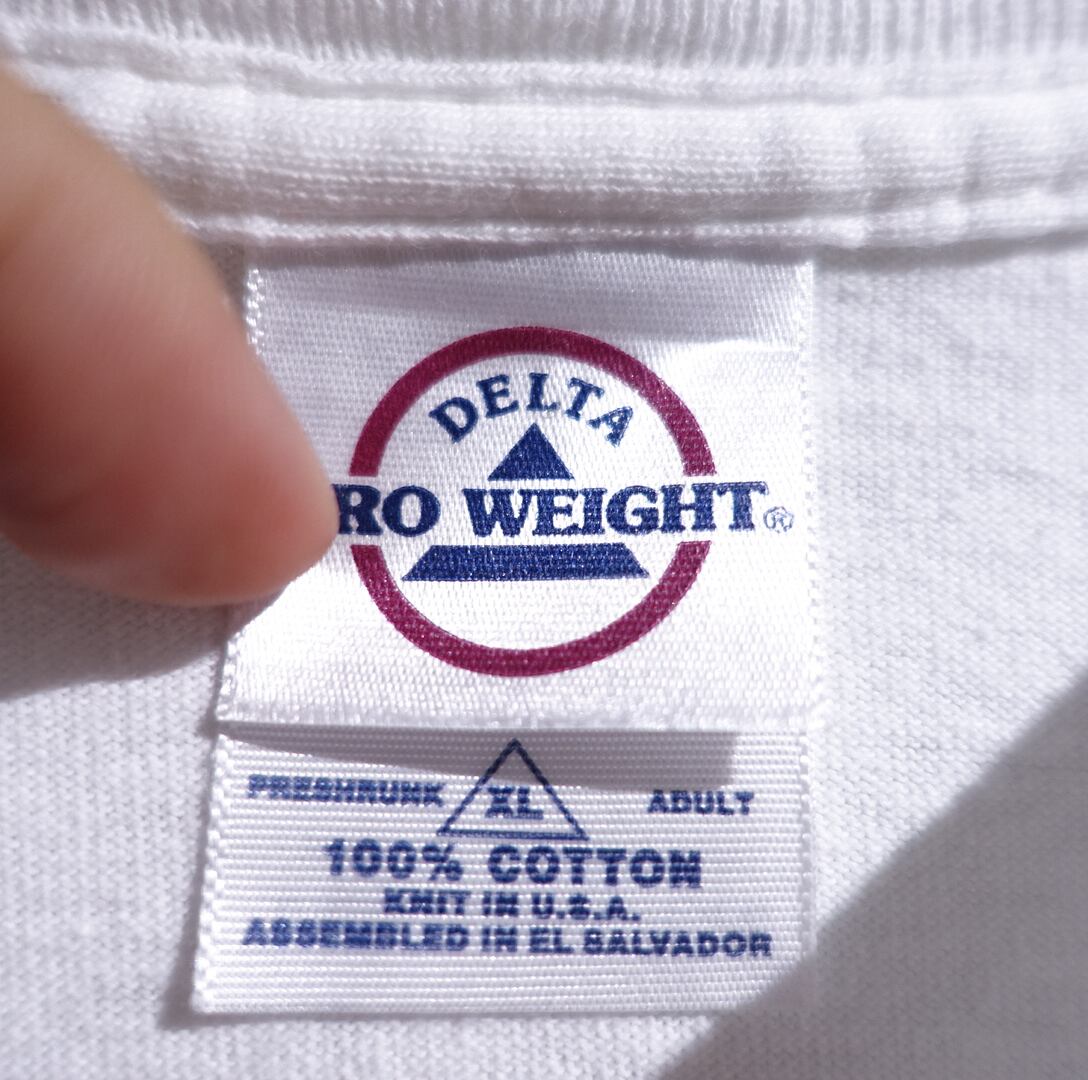 DELTA
RO WEIGHT®
PRESHRUNK XL ADULT
100% COTTON
KNIT IN U.S.A.
ASSEMBLED IN EL SALVADOR